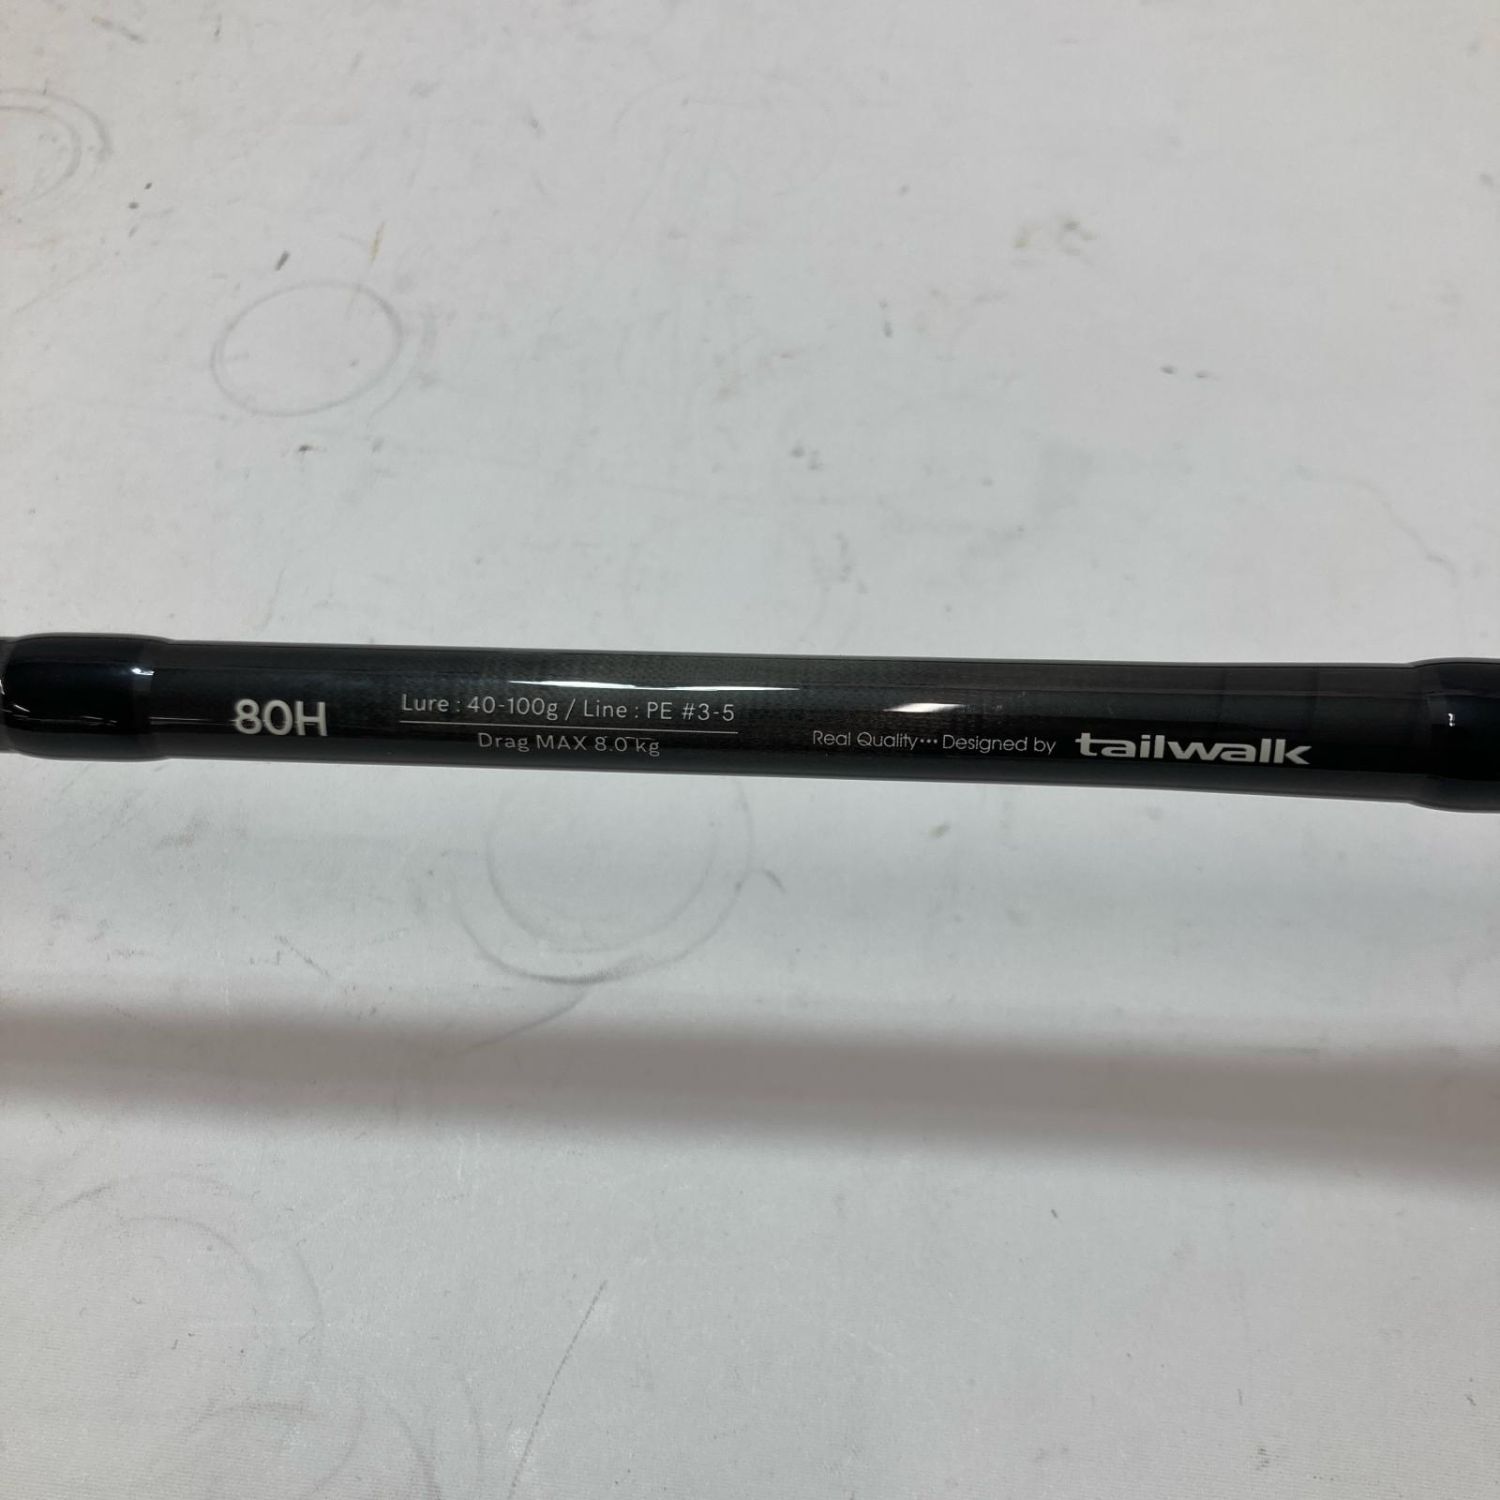 80H
Lure : 40-100g / Line : PE #3-5
Drag MAX 8.0 kg
Real Quality··· Designed by tailwalk